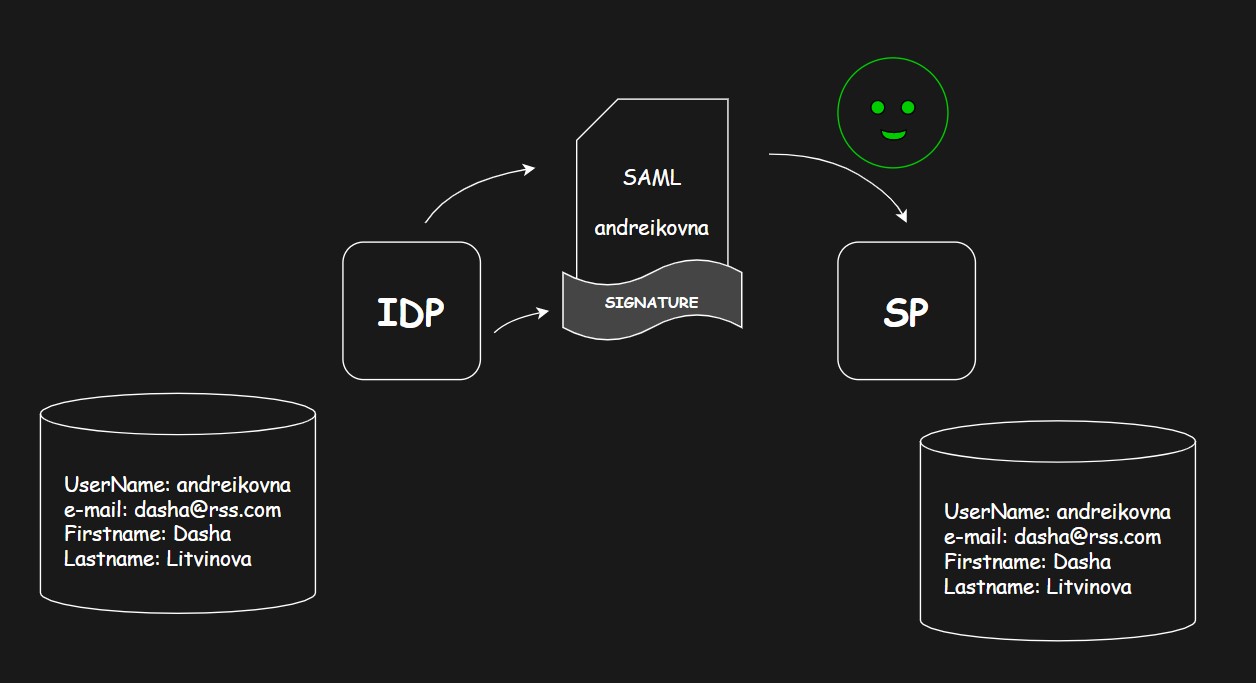 SAML
andreikovna
IDP
SIGNATURE
SP
UserName: andreikovna
e-mail: dasha@rss.com
Firstname: Dasha
Lastname: Litvinova
UserName: andreikovna
e-mail: dasha@rss.com
Firstname: Dasha
Lastname: Litvinova